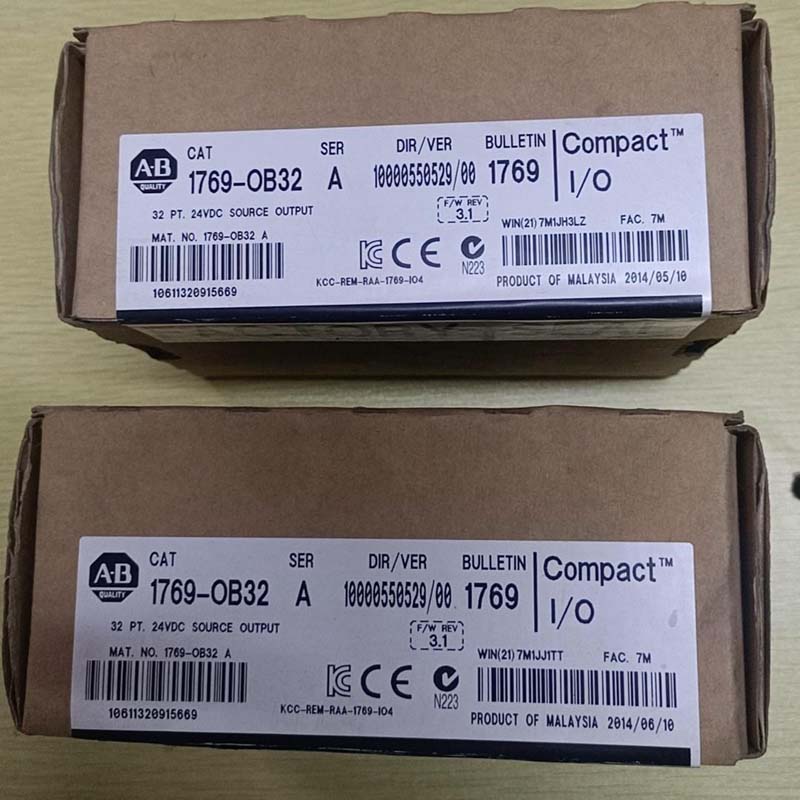 A-B QUALITY
CAT SER DIR/VER BULLETIN
1769-OB32 A 10000550529/00 1769
Compact™ I/O
32 PT. 24VDC SOURCE OUTPUT
F/W REV 3.1
MAT. NO. 1769-OB32 A
WIN(21) 7M1JH3LZ FAC. 7M
CE N223
KCC-REM-RAA-1769-IO4
10611320915669
PRODUCT OF MALAYSIA 2014/05/10
A-B QUALITY
CAT SER DIR/VER BULLETIN
1769-OB32 A 10000550529/00 1769
Compact™ I/O
32 PT. 24VDC SOURCE OUTPUT
F/W REV 3.1
MAT. NO. 1769-OB32 A
WIN(21) 7M1JJ1TT FAC. 7M
CE N223
KCC-REM-RAA-1769-IO4
10611320915669
PRODUCT OF MALAYSIA 2014/06/10